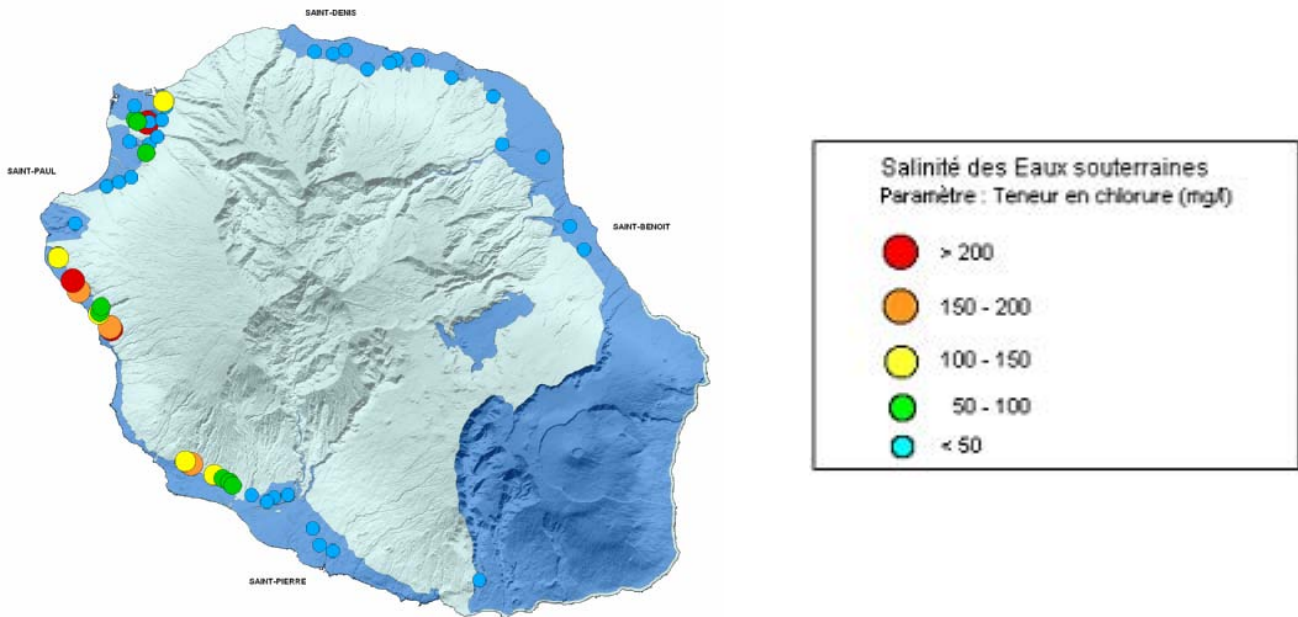 SAINT-DENIS
SAINT-PAUL
SAINT-BENOIT
SAINT-PIERRE
Salinité des Eaux souterraines
Paramètre : Teneur en chlorure (mg/l)
> 200
150 - 200
100 - 150
50 - 100
< 50